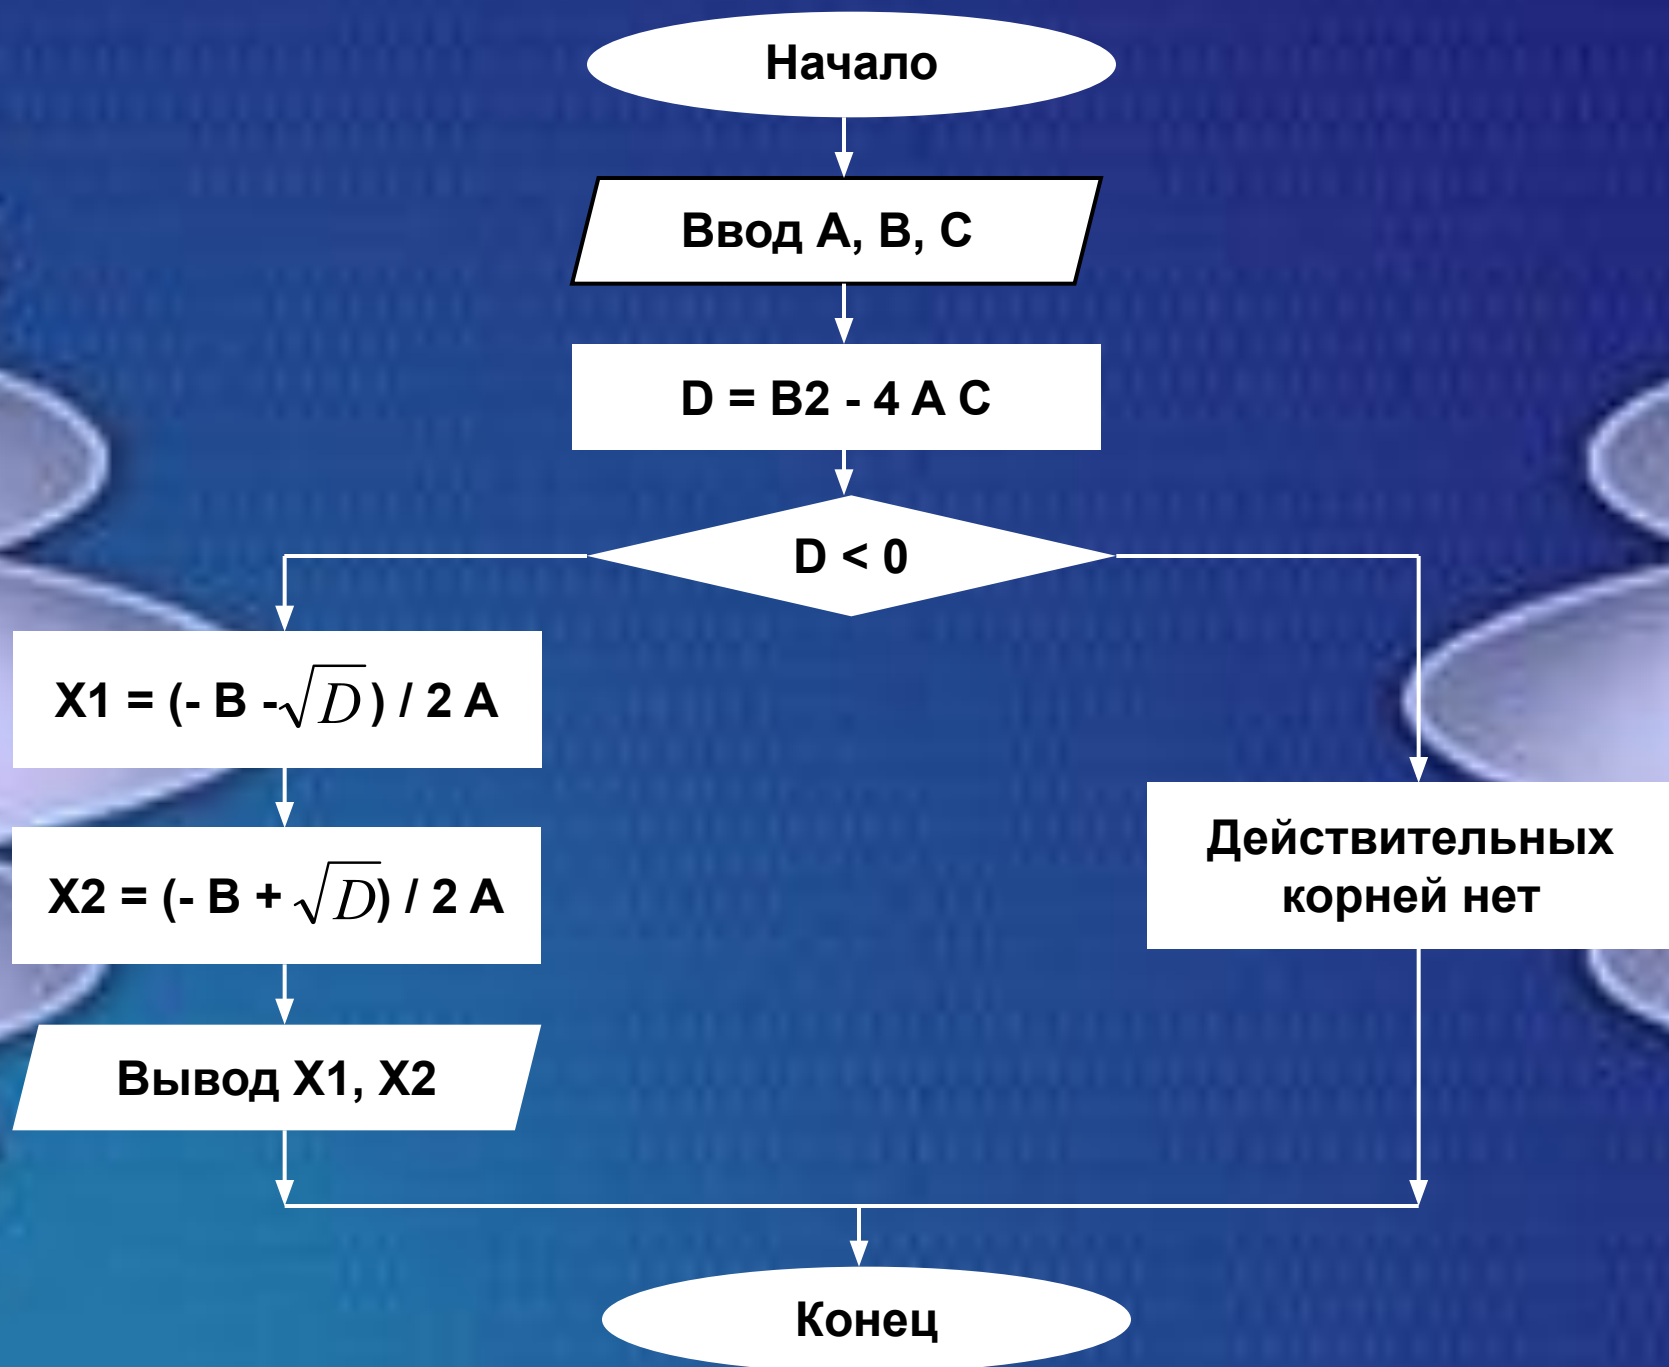 Начало
Ввод A, B, C
D = B2 - 4 A C
D < 0
X1 = (- B -√D ) / 2 A
X2 = (- B + √D) / 2 A
Действительных
корней нет
Вывод X1, X2
Конец